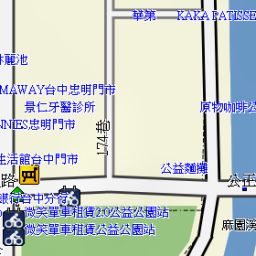 華第
KAKA PATISSE
林麗池
MAWAY台中忠明門市
景仁牙醫診所
原物咖啡公
NNIES忠明門市
174巷
生活館台中門市
公益麵攤
路
公正
銀行台中分行
微笑單車租賃2.0公益公園站
微笑單車租賃公益公園站
麻園溪